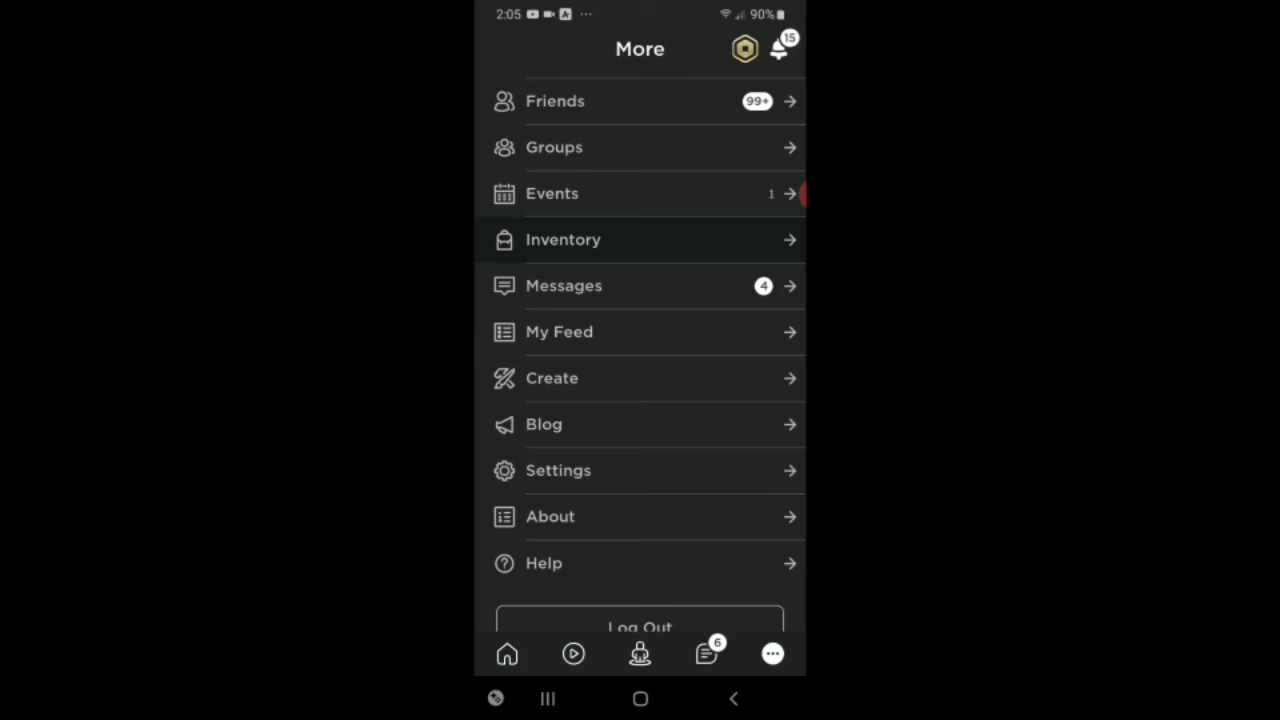 2:05 90%
More
15
Friends 99+
Groups
Events 1
Inventory
Messages 4
My Feed
Create
Blog
Settings
About
Help
Log Out
6